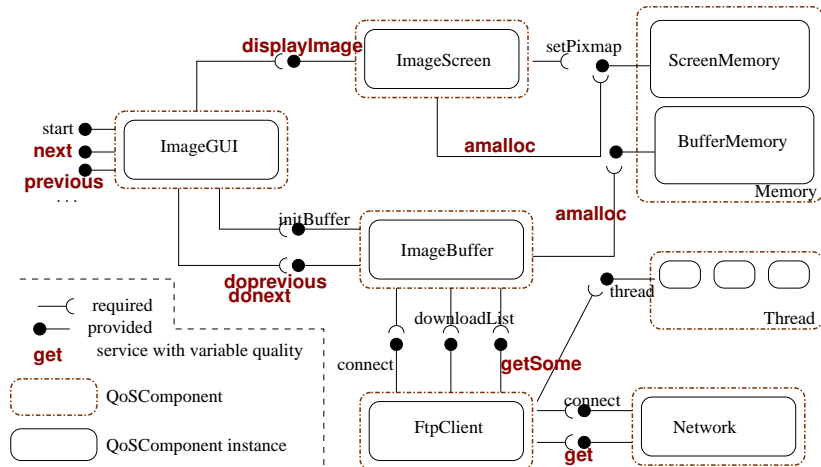 displayImage
ImageScreen
setPixmap
ScreenMemory
start
next
previous
. . .
ImageGUI
amalloc
BufferMemory
Memory
amalloc
initBuffer
ImageBuffer
doprevious
donext
thread
Thread
required
provided
get
service with variable quality
downloadList
connect
getSome
QoSComponent
QoSComponent instance
FtpClient
connect
get
Network